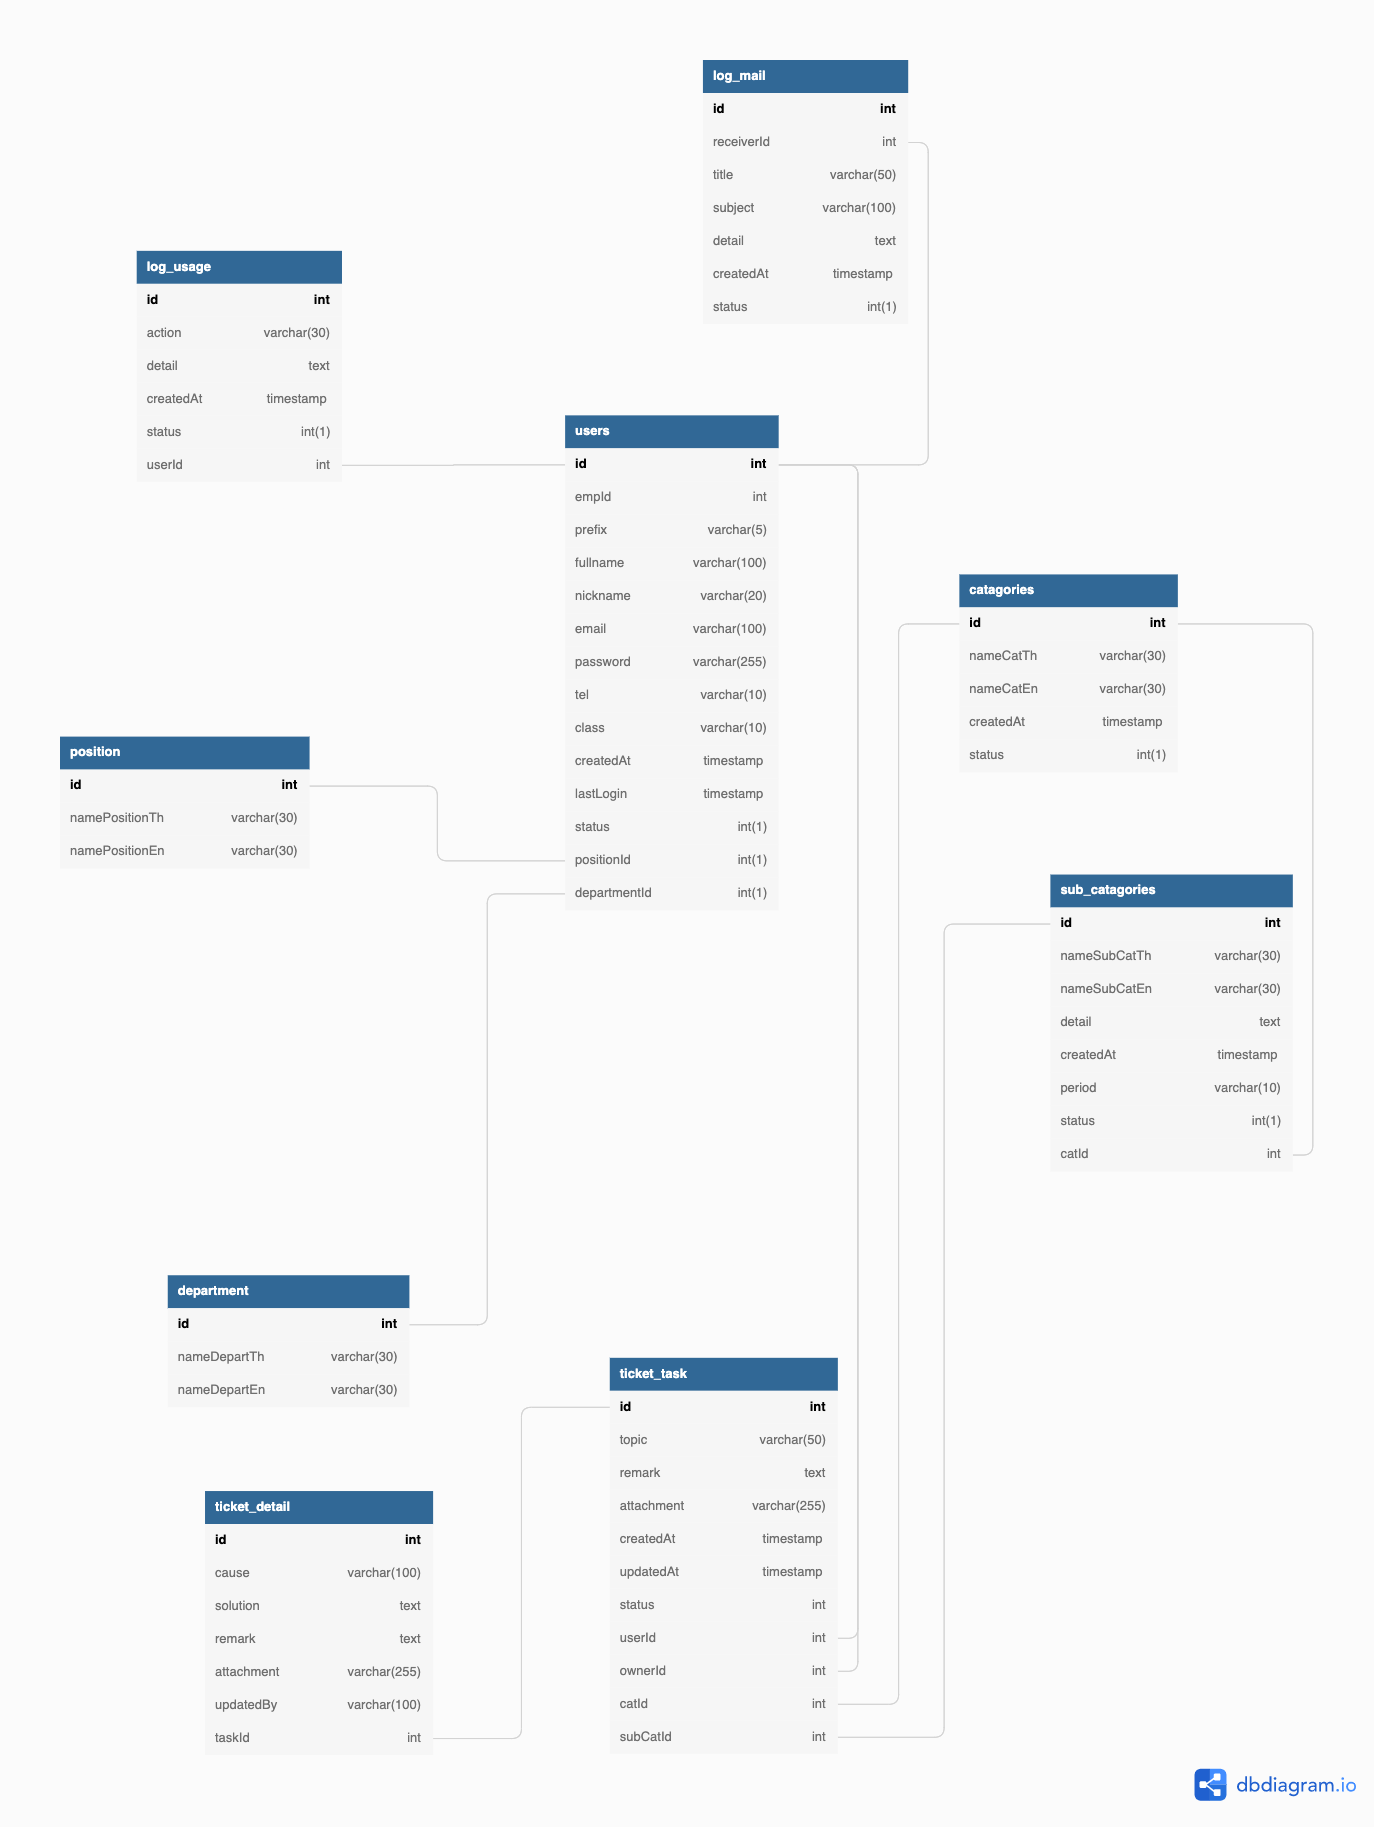 log_mail
id int
receiverId int
title varchar(50)
subject varchar(100)
detail text
createdAt timestamp
status int(1)
log_usage
id int
action varchar(30)
detail text
createdAt timestamp
status int(1)
userId int
users
id int
empId int
prefix varchar(5)
fullname varchar(100)
nickname varchar(20)
email varchar(100)
password varchar(255)
tel varchar(10)
class varchar(10)
createdAt timestamp
lastLogin timestamp
status int(1)
positionId int(1)
departmentId int(1)
catagories
id int
nameCatTh varchar(30)
nameCatEn varchar(30)
createdAt timestamp
status int(1)
position
id int
namePositionTh varchar(30)
namePositionEn varchar(30)
sub_catagories
id int
nameSubCatTh varchar(30)
nameSubCatEn varchar(30)
detail text
createdAt timestamp
period varchar(10)
status int(1)
catId int
department
id int
nameDepartTh varchar(30)
nameDepartEn varchar(30)
ticket_task
id int
topic varchar(50)
remark text
attachment varchar(255)
createdAt timestamp
updatedAt timestamp
status int
userId int
ownerId int
catId int
subCatId int
ticket_detail
id int
cause varchar(100)
solution text
remark text
attachment varchar(255)
updatedBy varchar(100)
taskId int
dbdiagram.io